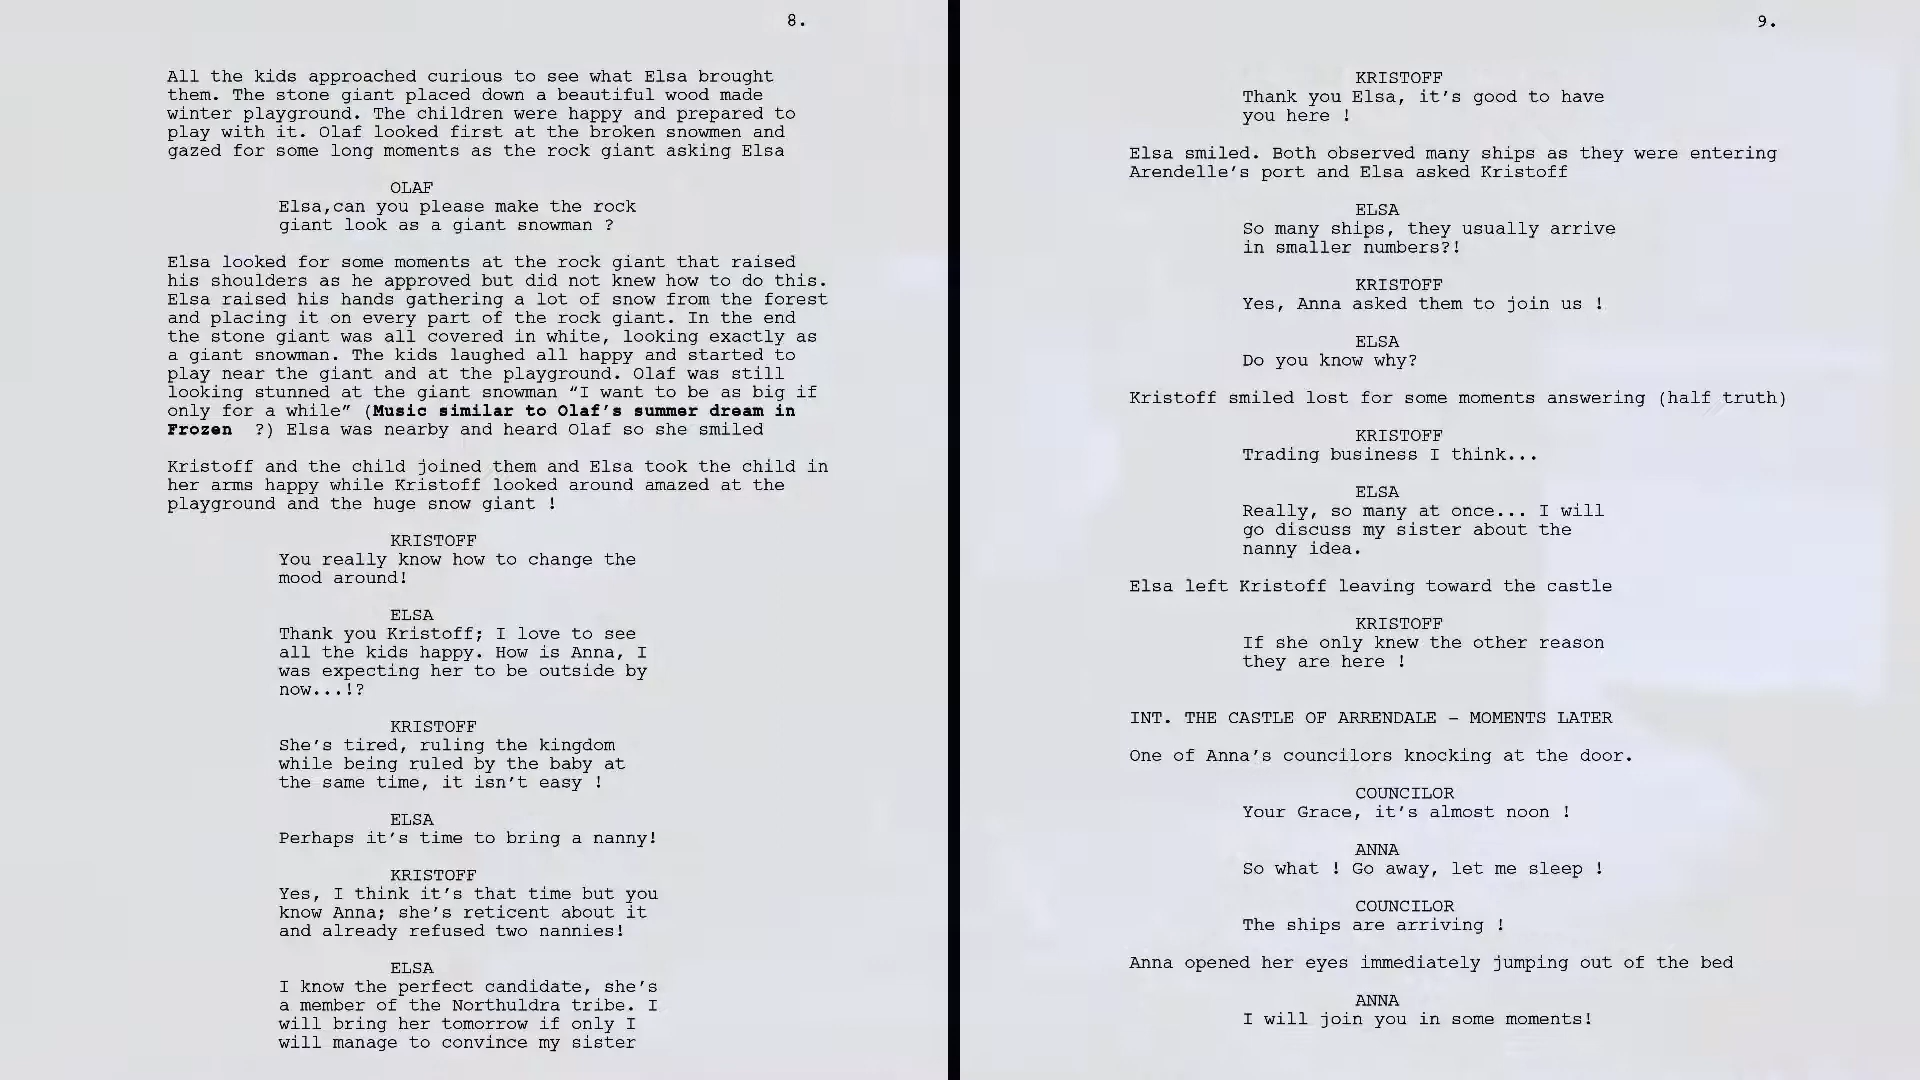 8.
All the kids approached curious to see what Elsa brought
them. The stone giant placed down a beautiful wood made
winter playground. The children were happy and prepared to
play with it. Olaf looked first at the broken snowmen and
gazed for some long moments as the rock giant asking Elsa
OLAF
Elsa,can you please make the rock
giant look as a giant snowman ?
Elsa looked for some moments at the rock giant that raised
his shoulders as he approved but did not knew how to do this.
Elsa raised his hands gathering a lot of snow from the forest
and placing it on every part of the rock giant. In the end
the stone giant was all covered in white, looking exactly as
a giant snowman. The kids laughed all happy and started to
play near the giant and at the playground. Olaf was still
looking stunned at the giant snowman “I want to be as big if
only for a while” (Music similar to Olaf’s summer dream in
Frozen ?) Elsa was nearby and heard Olaf so she smiled
Kristoff and the child joined them and Elsa took the child in
her arms happy while Kristoff looked around amazed at the
playground and the huge snow giant !
KRISTOFF
You really know how to change the
mood around!
ELSA
Thank you Kristoff; I love to see
all the kids happy. How is Anna, I
was expecting her to be outside by
now...!?
KRISTOFF
She’s tired, ruling the kingdom
while being ruled by the baby at
the same time, it isn’t easy !
ELSA
Perhaps it’s time to bring a nanny!
KRISTOFF
Yes, I think it’s that time but you
know Anna; she’s reticent about it
and already refused two nannies!
ELSA
I know the perfect candidate, she’s
a member of the Northuldra tribe. I
will bring her tomorrow if only I
will manage to convince my sister
9.
KRISTOFF
Thank you Elsa, it’s good to have
you here !
Elsa smiled. Both observed many ships as they were entering
Arendelle’s port and Elsa asked Kristoff
ELSA
So many ships, they usually arrive
in smaller numbers?!
KRISTOFF
Yes, Anna asked them to join us !
ELSA
Do you know why?
Kristoff smiled lost for some moments answering (half truth)
KRISTOFF
Trading business I think...
ELSA
Really, so many at once... I will
go discuss my sister about the
nanny idea.
Elsa left Kristoff leaving toward the castle
KRISTOFF
If she only knew the other reason
they are here !
INT. THE CASTLE OF ARRENDALE – MOMENTS LATER
One of Anna’s councilors knocking at the door.
COUNCILOR
Your Grace, it’s almost noon !
ANNA
So what ! Go away, let me sleep !
COUNCILOR
The ships are arriving !
Anna opened her eyes immediately jumping out of the bed
ANNA
I will join you in some moments!